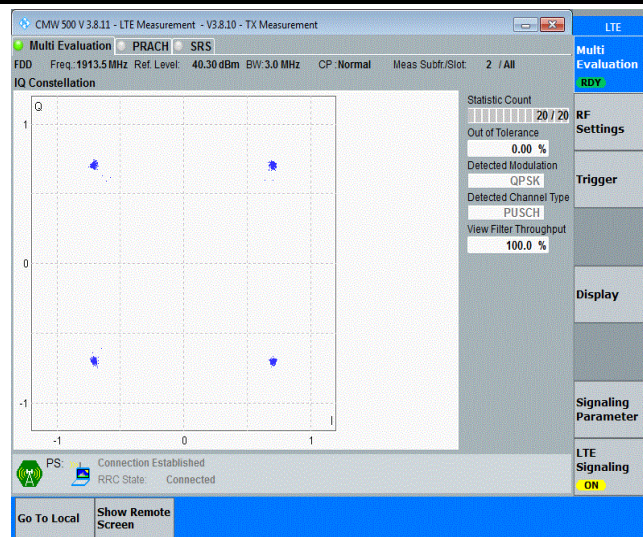 CMW 500 V 3.8.11 - LTE Measurement - V3.8.10 - TX Measurement
LTE
Multi Evaluation PRACH SRS
FDD Freq.:1913.5 MHz Ref. Level: 40.30 dBm BW:3.0 MHz CP:Normal Meas Subfr./Slot: 2 / All
IQ Constellation
Q
1
0
-1
I
-1 0 1
Statistic Count
20 / 20
Out of Tolerance
0.00 %
Detected Modulation
QPSK
Detected Channel Type
PUSCH
View Filter Throughput
100.0 %
PS: Connection Established
RRC State: Connected
Multi
Evaluation
RDY
RF
Settings
Trigger
Display
Signaling
Parameter
LTE
Signaling
ON
Go To Local
Show Remote
Screen